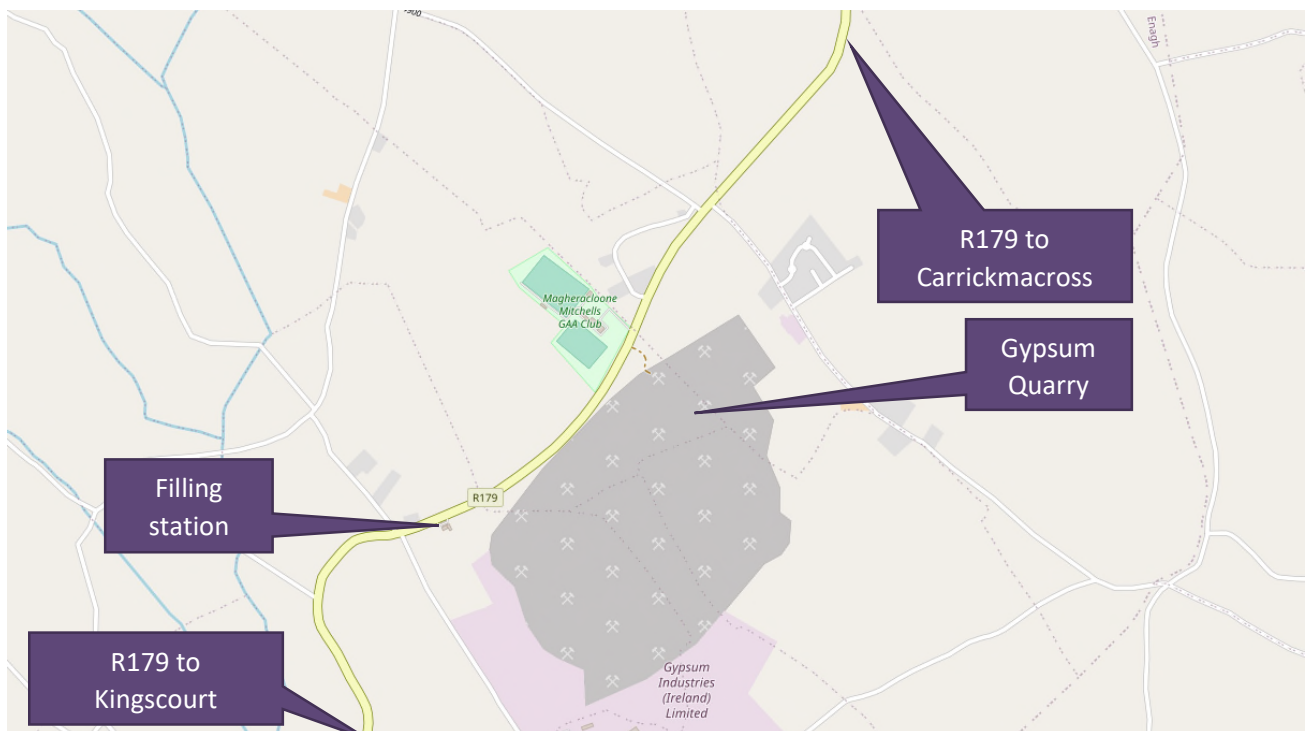 Enagh
R179 to
Carrickmacross
Magheracloone
Mitchells
GAA Club
Gypsum
Quarry
Filling
station
R179
R179 to
Kingscourt
Gypsum
Industries
(Ireland)
Limited